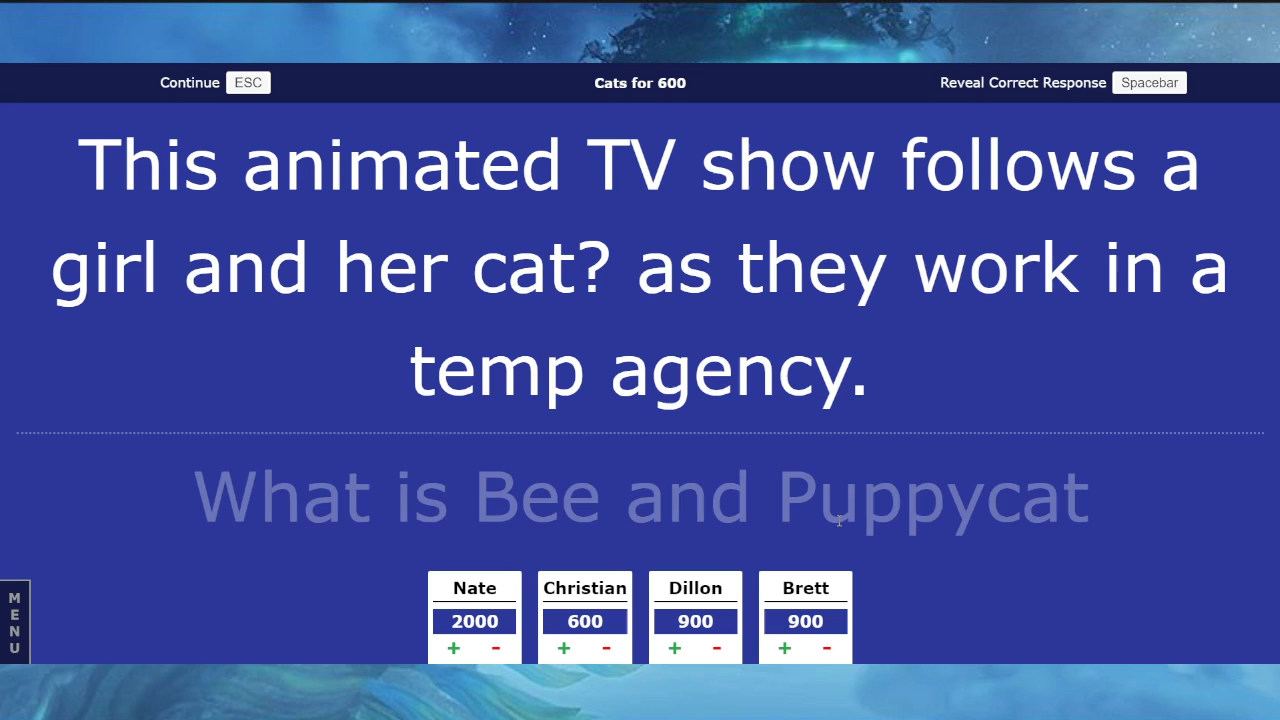 Continue ESC Cats for 600 Reveal Correct Response Spacebar
This animated TV show follows a
girl and her cat? as they work in a
temp agency.
What is Bee and Puppycat
MENU
Nate Christian Dillon Brett
2000 600 900 900
+ - + - + - + -